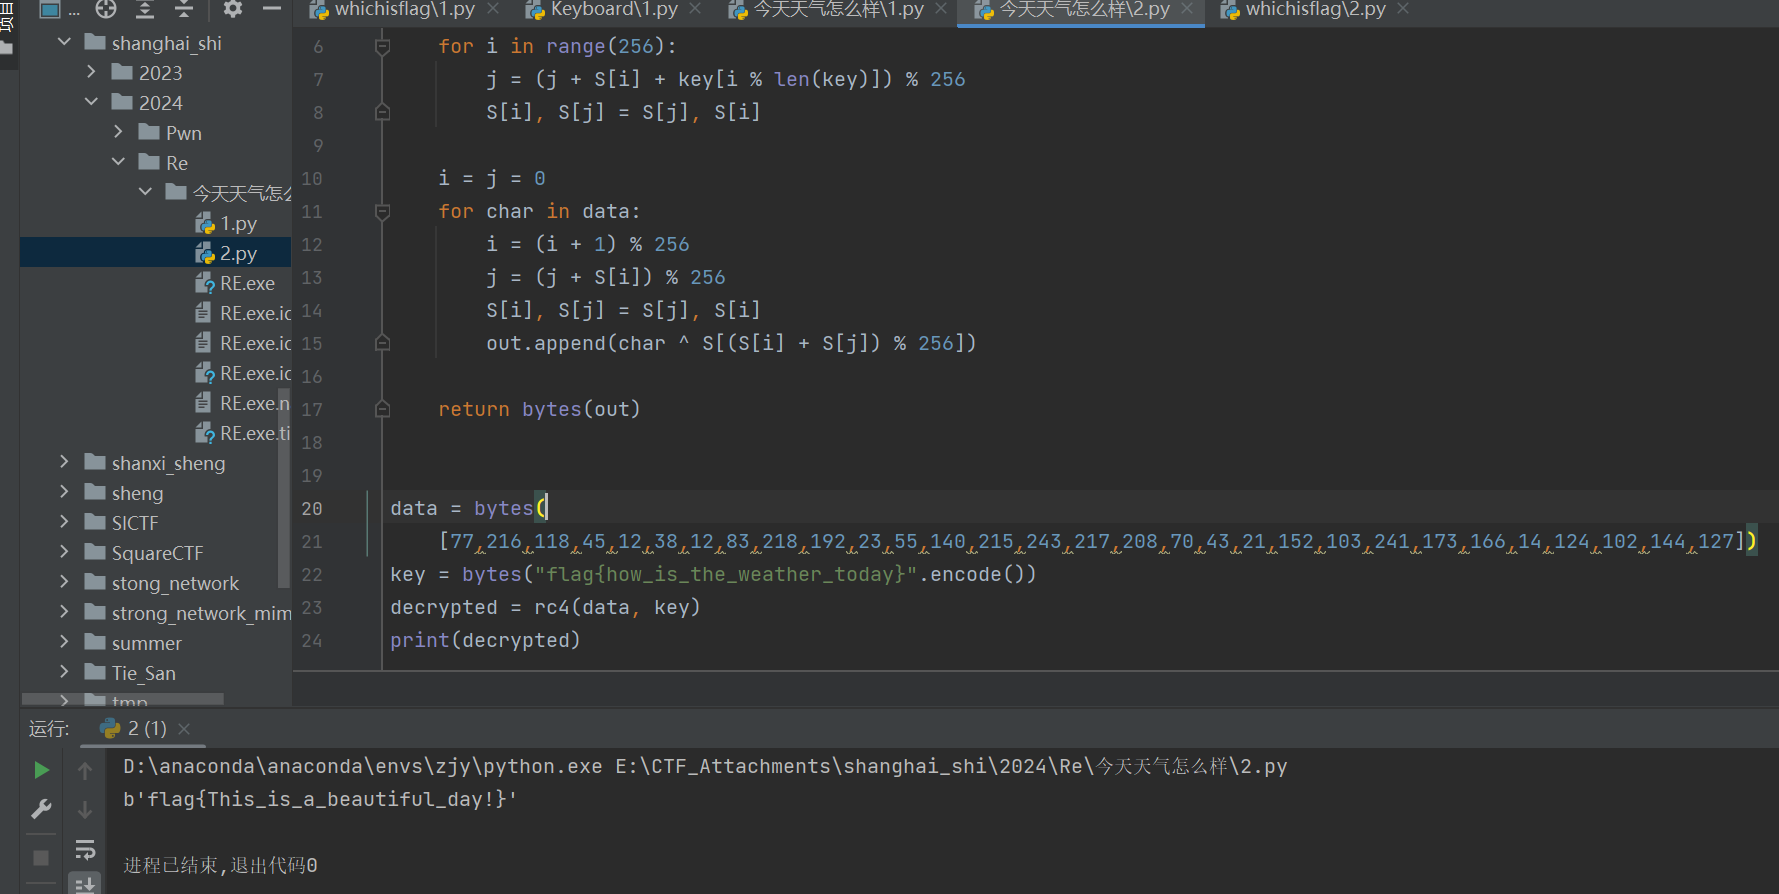 项目
...
whichisflag\1.py
Keyboard\1.py
今天天气怎么样\1.py
今天天气怎么样\2.py
whichisflag\2.py
shanghai_shi
2023
2024
Pwn
Re
今天天气怎么
1.py
2.py
RE.exe
RE.exe.ic
RE.exe.ic
RE.exe.ic
RE.exe.n
RE.exe.ti
shanxi_sheng
sheng
SICTF
SquareCTF
stong_network
strong_network_mim
summer
Tie_San
tmp
6 for i in range(256):
7 j = (j + S[i] + key[i % len(key)]) % 256
8 S[i], S[j] = S[j], S[i]
9
10 i = j = 0
11 for char in data:
12 i = (i + 1) % 256
13 j = (j + S[i]) % 256
14 S[i], S[j] = S[j], S[i]
15 out.append(char ^ S[(S[i] + S[j]) % 256])
16
17 return bytes(out)
18
19
20 data = bytes(
21 [77,216,118,45,12,38,12,83,218,192,23,55,140,215,243,217,208,70,43,21,152,103,241,173,166,14,124,102,144,127])
22 key = bytes("flag{how_is_the_weather_today}".encode())
23 decrypted = rc4(data, key)
24 print(decrypted)
运行:
2 (1)
D:\anaconda\anaconda\envs\zjy\python.exe E:\CTF_Attachments\shanghai_shi\2024\Re\今天天气怎么样\2.py
b'flag{This_is_a_beautiful_day!}'
进程已结束,退出代码0